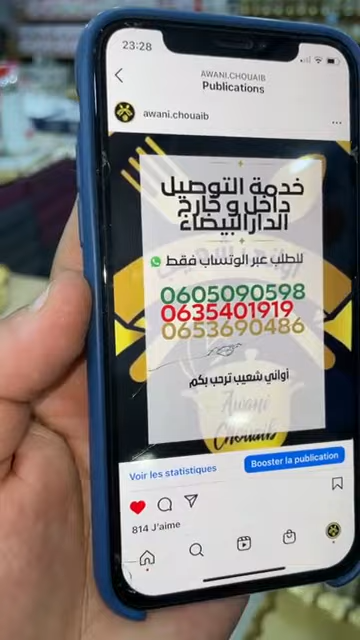 23:28
AWANI.CHOUAIB
Publications
awani.chouaib
خدمة التوصيل
داخل و خارج
الدار البيضاء
للطلب عبر الوتساب فقط
0605090598
0635401919
0653690486
أواني شعيب ترحب بكم
Awani
Chouaib
Voir les statistiques
Booster la publication
814 J'aime